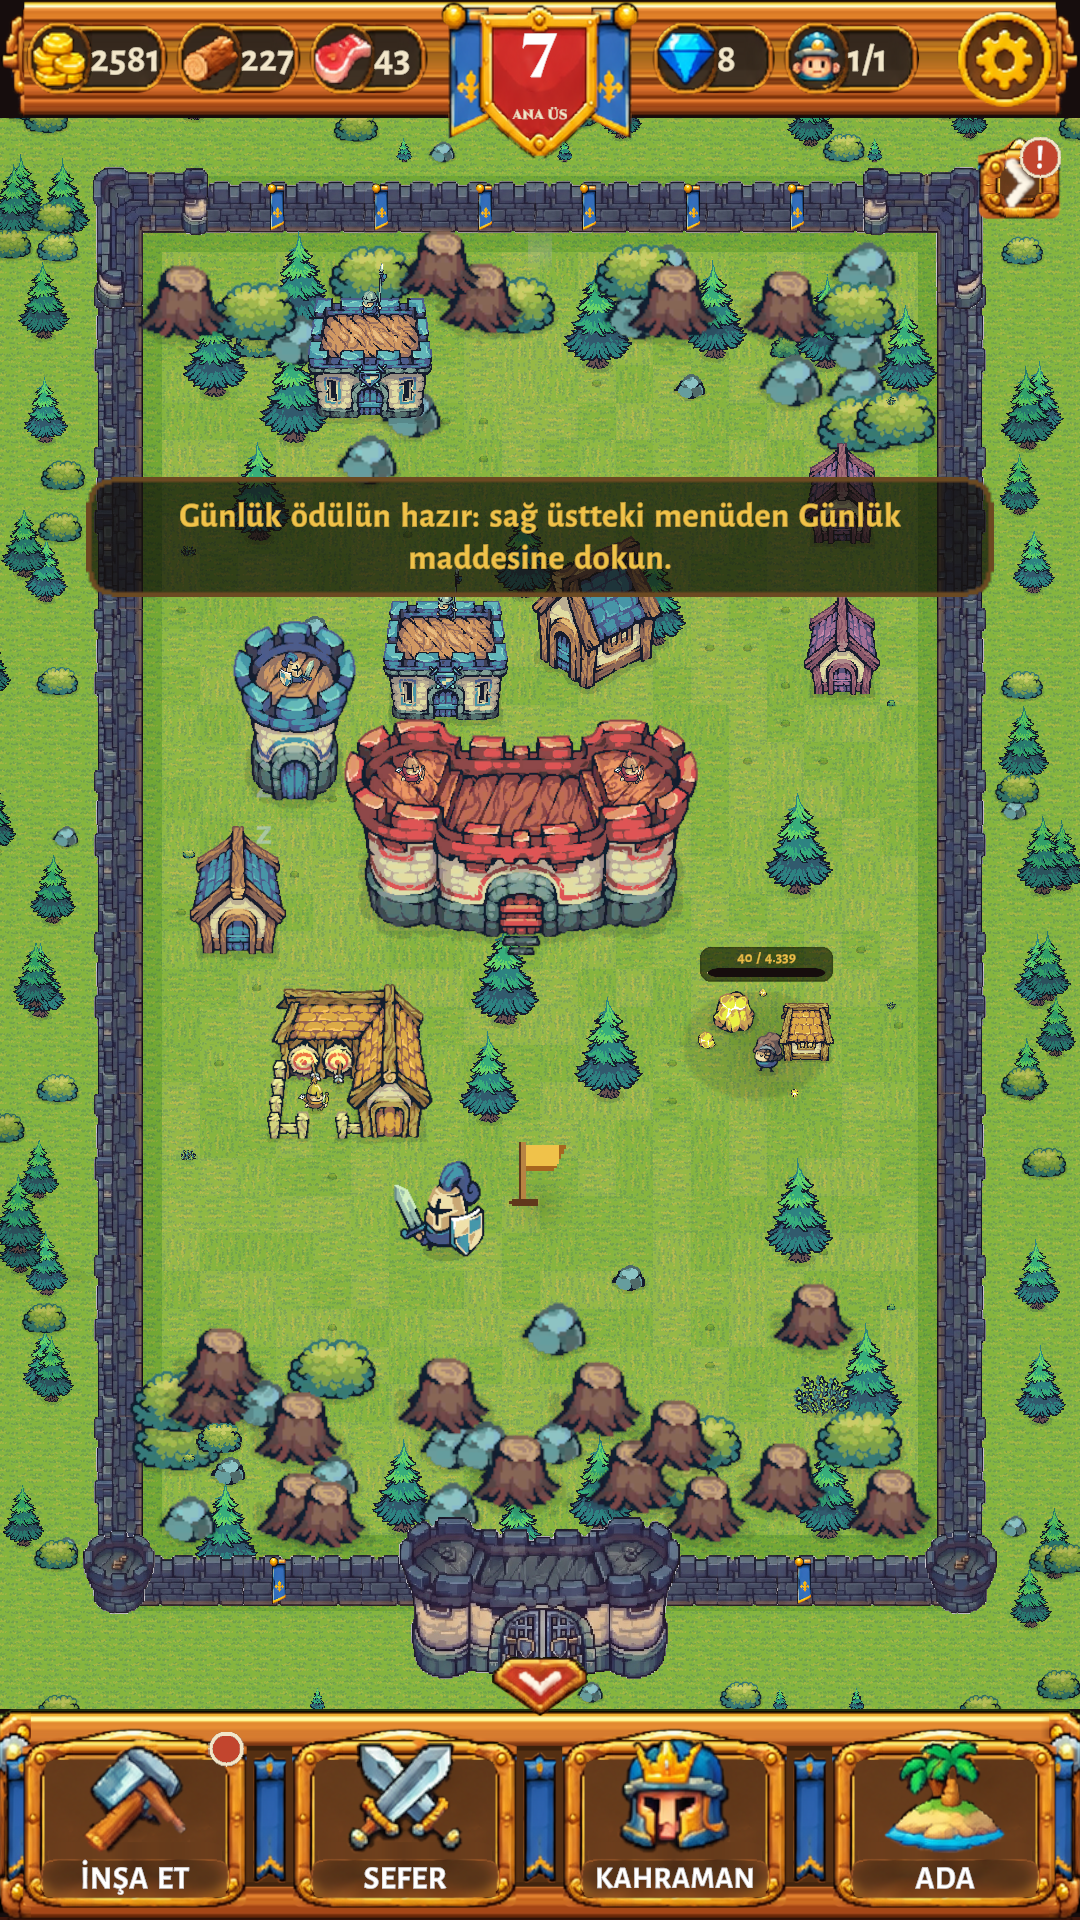 2581
227
43
7
ANA ÜS
8
1/1
!
Günlük ödülün hazır: sağ üstteki menüden Günlük
maddesine dokun.
Z
40 / 4.339
İNŞA ET
SEFER
KAHRAMAN
ADA